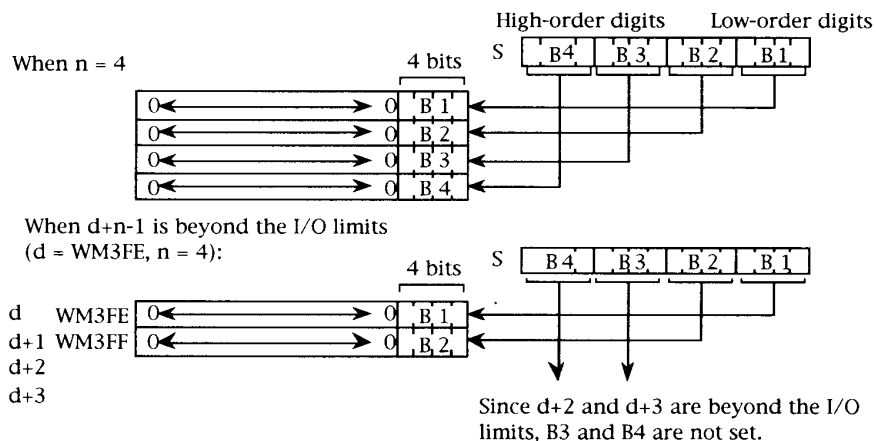 High-order digits Low-order digits
When n = 4
4 bits
S B4 B3 B2 B1
0 0 B1
0 0 B2
0 0 B3
0 0 B4
When d+n-1 is beyond the I/O limits
(d = WM3FE, n = 4):
4 bits
S B4 B3 B2 B1
d WM3FE 0 0 B1
d+1 WM3FF 0 0 B2
d+2
d+3
Since d+2 and d+3 are beyond the I/O
limits, B3 and B4 are not set.